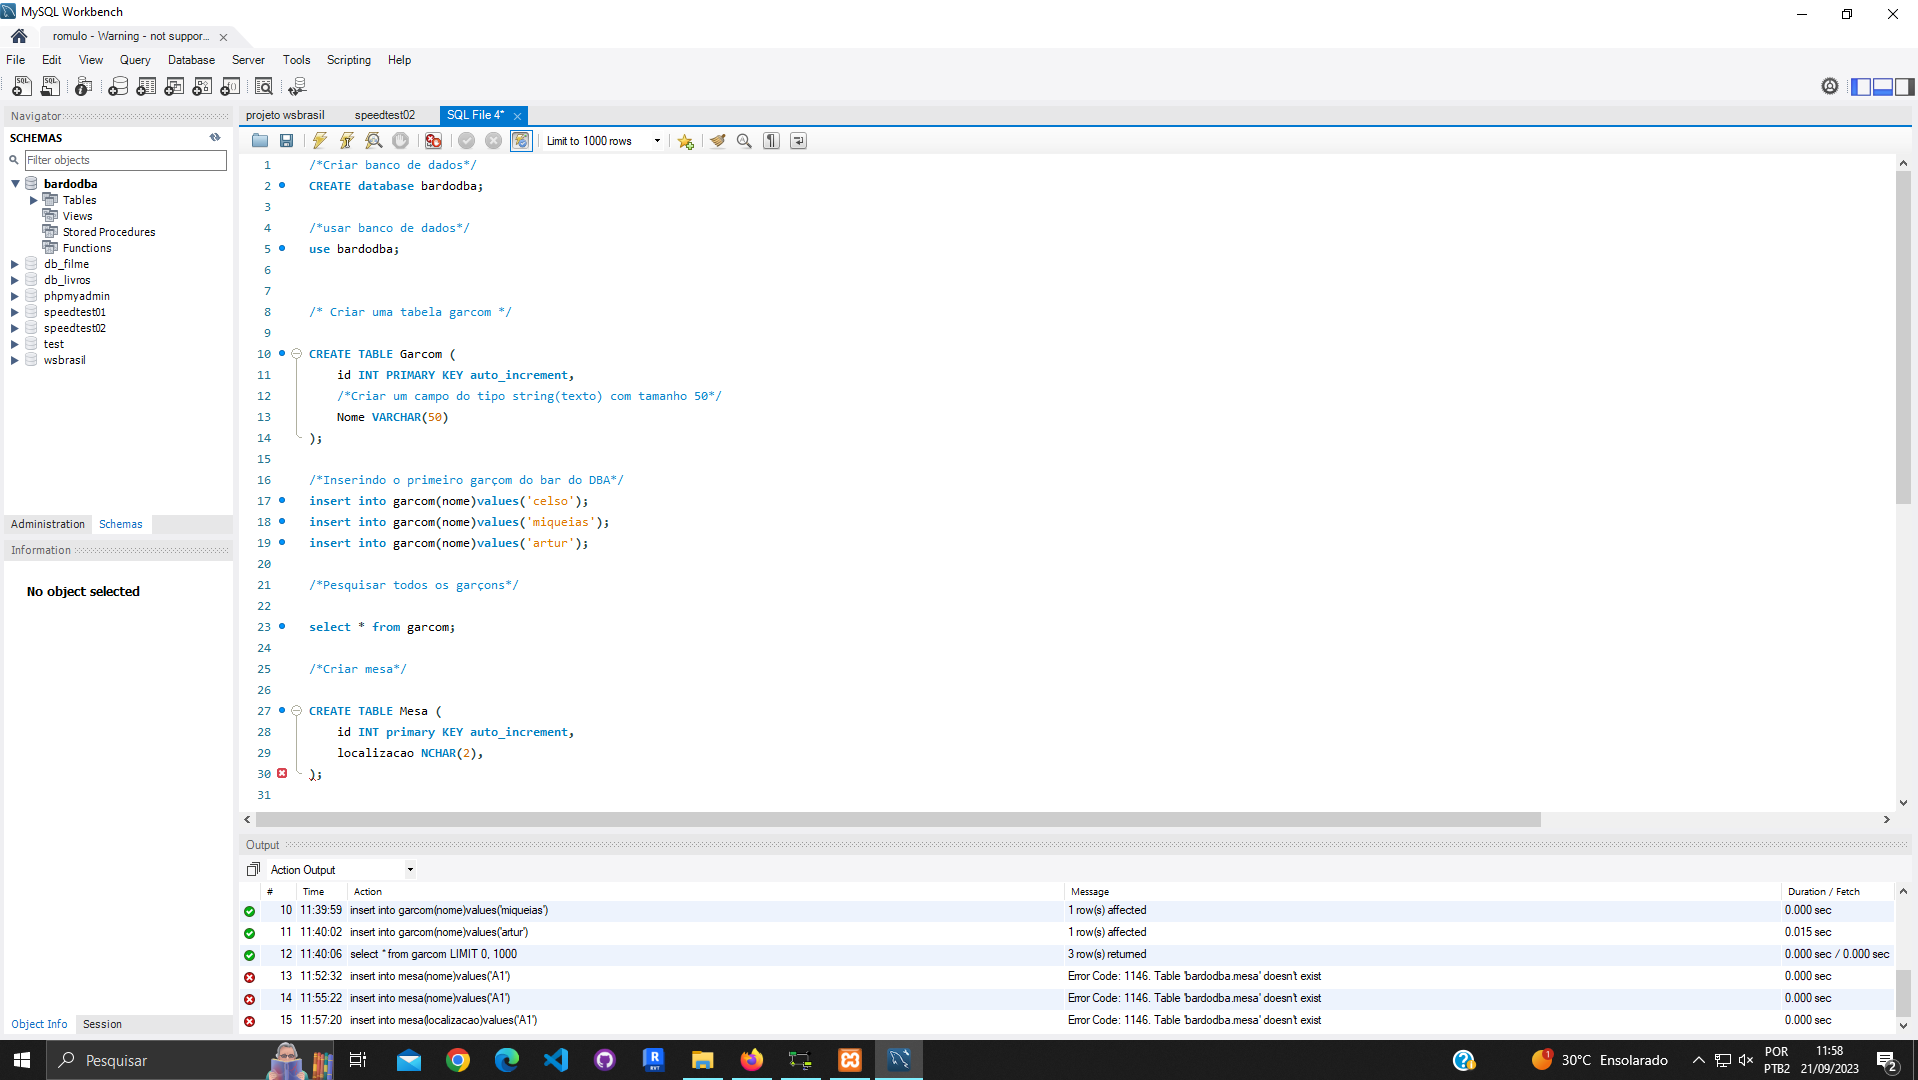 MySQL Workbench
romulo - Warning - not suppor...
File Edit View Query Database Server Tools Scripting Help
Navigator
projeto wsbrasil speedtest02 SQL File 4*
SCHEMAS
Limit to 1000 rows
Filter objects
bardodba
Tables
Views
Stored Procedures
Functions
db_filme
db_livros
phpmyadmin
speedtest01
speedtest02
test
wsbrasil
Administration Schemas
Information
No object selected
Object Info Session
1 /*Criar banco de dados*/
2 CREATE database bardodba;
3
4 /*usar banco de dados*/
5 use bardodba;
6
7
8 /* Criar uma tabela garcom */
9
10 CREATE TABLE Garcom (
11 id INT PRIMARY KEY auto_increment,
12 /*Criar um campo do tipo string(texto) com tamanho 50*/
13 Nome VARCHAR(50)
14 );
15
16 /*Inserindo o primeiro garçom do bar do DBA*/
17 insert into garcom(nome)values('celso');
18 insert into garcom(nome)values('miqueias');
19 insert into garcom(nome)values('artur');
20
21 /*Pesquisar todos os garçons*/
22
23 select * from garcom;
24
25 /*Criar mesa*/
26
27 CREATE TABLE Mesa (
28 id INT primary KEY auto_increment,
29 localizacao NCHAR(2),
30 );
31
Output
Action Output
# Time Action Message Duration / Fetch
10 11:39:59 insert into garcom(nome)values('miqueias') 1 row(s) affected 0.000 sec
11 11:40:02 insert into garcom(nome)values('artur') 1 row(s) affected 0.015 sec
12 11:40:06 select * from garcom LIMIT 0, 1000 3 row(s) returned 0.000 sec / 0.000 sec
13 11:52:32 insert into mesa(nome)values('A1') Error Code: 1146. Table 'bardodba.mesa' doesn't exist 0.000 sec
14 11:55:22 insert into mesa(nome)values('A1') Error Code: 1146. Table 'bardodba.mesa' doesn't exist 0.000 sec
15 11:57:20 insert into mesa(localizacao)values('A1') Error Code: 1146. Table 'bardodba.mesa' doesn't exist 0.000 sec
Pesquisar
30°C Ensolarado
POR
PTB2
11:58
21/09/2023
2